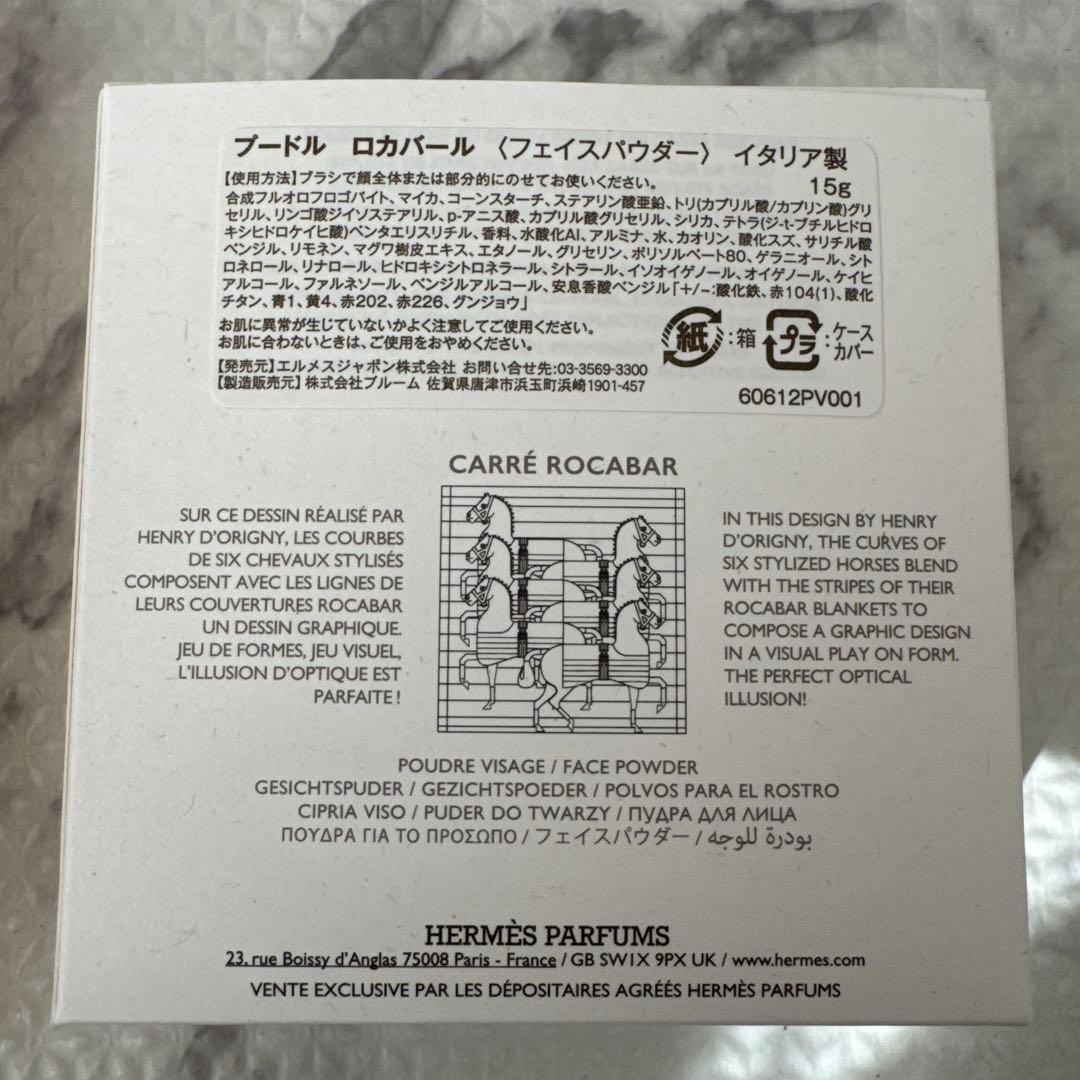 プードル　ロカバール　〈フェイスパウダー〉　イタリア製
【使用方法】ブラシで顔全体または部分的にのせてお使いください。　15g
合成フルオロフロゴパイト、マイカ、コーンスターチ、ステアリン酸亜鉛、トリ(カプリル酸/カプリン酸)グリ
セリル、リンゴ酸ジイソステアリル、p-アニス酸、カプリル酸グリセリル、シリカ、テトラ(ジ-t-ブチルヒドロ
キシヒドロケイヒ酸)ペンタエリスリチル、香料、水酸化Al、アルミナ、水、カオリン、酸化スズ、サリチル酸
ベンジル、リモネン、マグワ樹皮エキス、エタノール、グリセリン、ポリソルベート80、ゲラニオール、シト
ロネロール、リナロール、ヒドロキシシトロネラール、シトラール、イソオイゲノール、オイゲノール、ケイヒ
アルコール、ファルネソール、ベンジルアルコール、安息香酸ベンジル「+/−:酸化鉄、赤104(1)、酸化
チタン、青1、黄4、赤202、赤226、グンジョウ」
お肌に異常が生じていないかよく注意してご使用ください。
お肌に合わないときは、ご使用をおやめください。
紙:箱 プラ:ケース
カバー
【発売元】エルメスジャポン株式会社 お問い合せ先:03-3569-3300
【製造販売元】株式会社ブルーム 佐賀県唐津市浜玉町浜崎1901-457
60612PV001
CARRÉ ROCABAR
SUR CE DESSIN RÉALISÉ PAR
HENRY D'ORIGNY, LES COURBES
DE SIX CHEVAUX STYLISÉS
COMPOSENT AVEC LES LIGNES DE
LEURS COUVERTURES ROCABAR
UN DESSIN GRAPHIQUE.
JEU DE FORMES, JEU VISUEL,
L'ILLUSION D'OPTIQUE EST
PARFAITE !
IN THIS DESIGN BY HENRY
D'ORIGNY, THE CURVES OF
SIX STYLIZED HORSES BLEND
WITH THE STRIPES OF THEIR
ROCABAR BLANKETS TO
COMPOSE A GRAPHIC DESIGN
IN A VISUAL PLAY ON FORM.
THE PERFECT OPTICAL
ILLUSION!
POUDRE VISAGE / FACE POWDER
GESICHTSPUDER / GEZICHTSPOEDER / POLVOS PARA EL ROSTRO
CIPRIA VISO / PUDER DO TWARZY / ПУДРА ДЛЯ ЛИЦА
ΠΟΥΔΡΑ ΓΙΑ ΤΟ ΠΡΟΣΩΠΟ / フェイスパウダー / بودرة للوجه
HERMÈS PARFUMS
23, rue Boissy d'Anglas 75008 Paris - France / GB SW1X 9PX UK / www.hermes.com
VENTE EXCLUSIVE PAR LES DÉPOSITAIRES AGRÉÉS HERMÈS PARFUMS